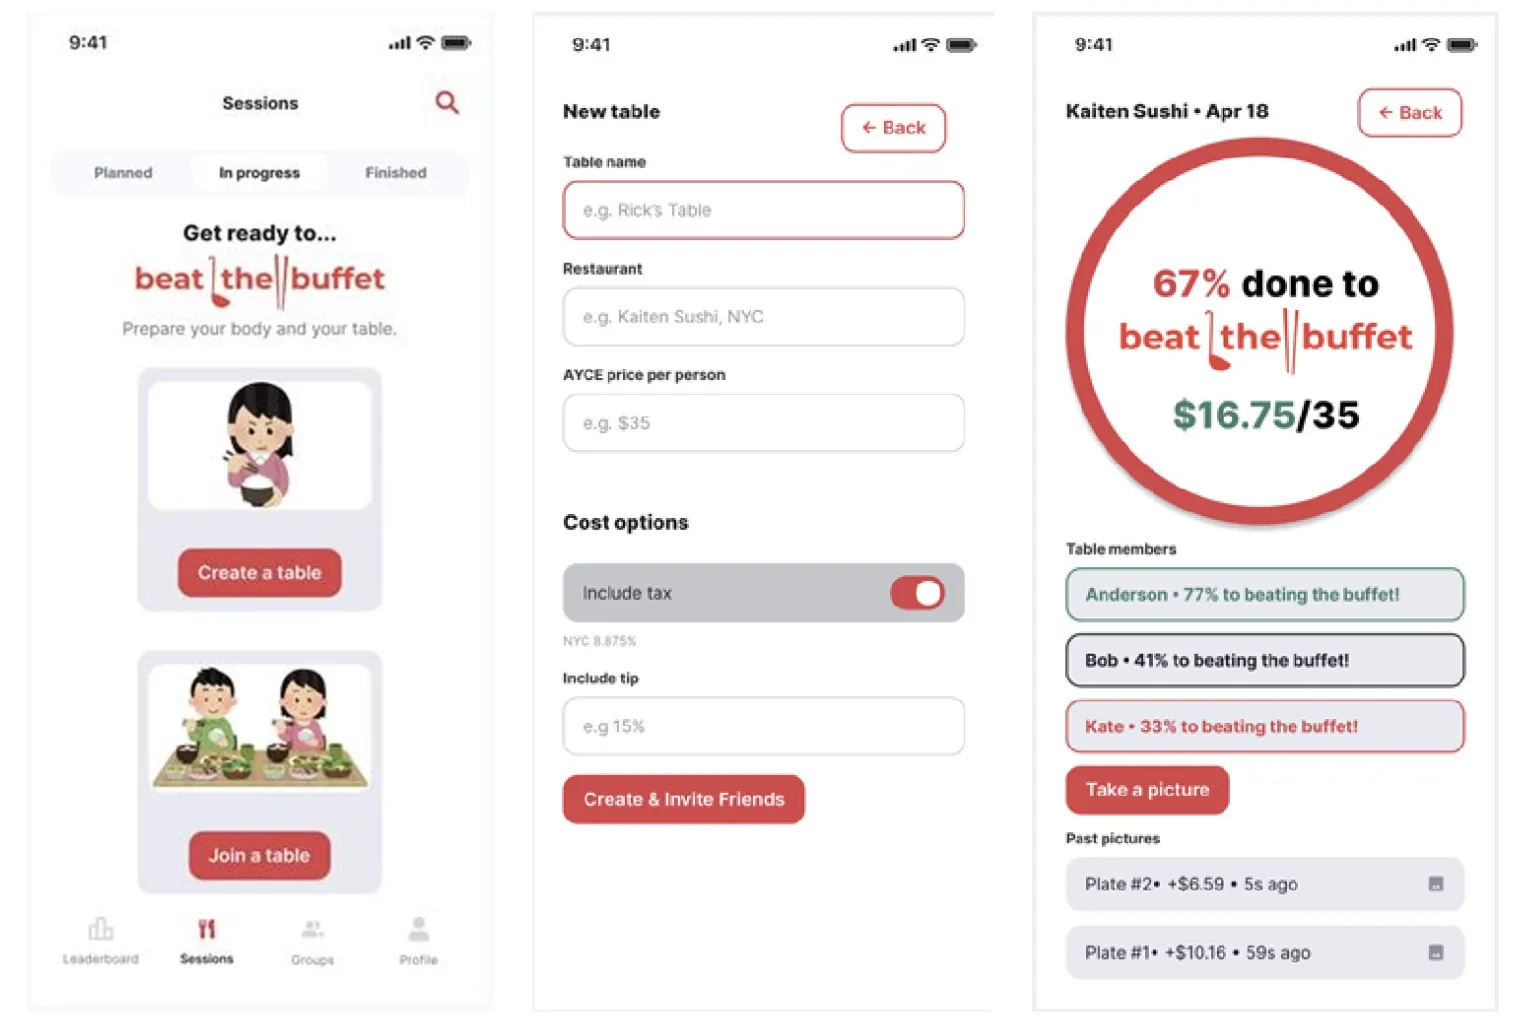 9:41
Sessions
Planned
In progress
Finished
Get ready to...
beat the buffet
Prepare your body and your table.
Create a table
Join a table
Leaderboard
Sessions
Groups
Profile
9:41
New table
← Back
Table name
e.g. Rick's Table
Restaurant
e.g. Kaiten Sushi, NYC
AYCE price per person
e.g. $35
Cost options
Include tax
NYC 8.875%
Include tip
e.g 15%
Create & Invite Friends
9:41
Kaiten Sushi • Apr 18
← Back
67% done to
beat the buffet
$16.75/35
Table members
Anderson • 77% to beating the buffet!
Bob • 41% to beating the buffet!
Kate • 33% to beating the buffet!
Take a picture
Past pictures
Plate #2• +$6.59 • 5s ago
Plate #1• +$10.16 • 59s ago